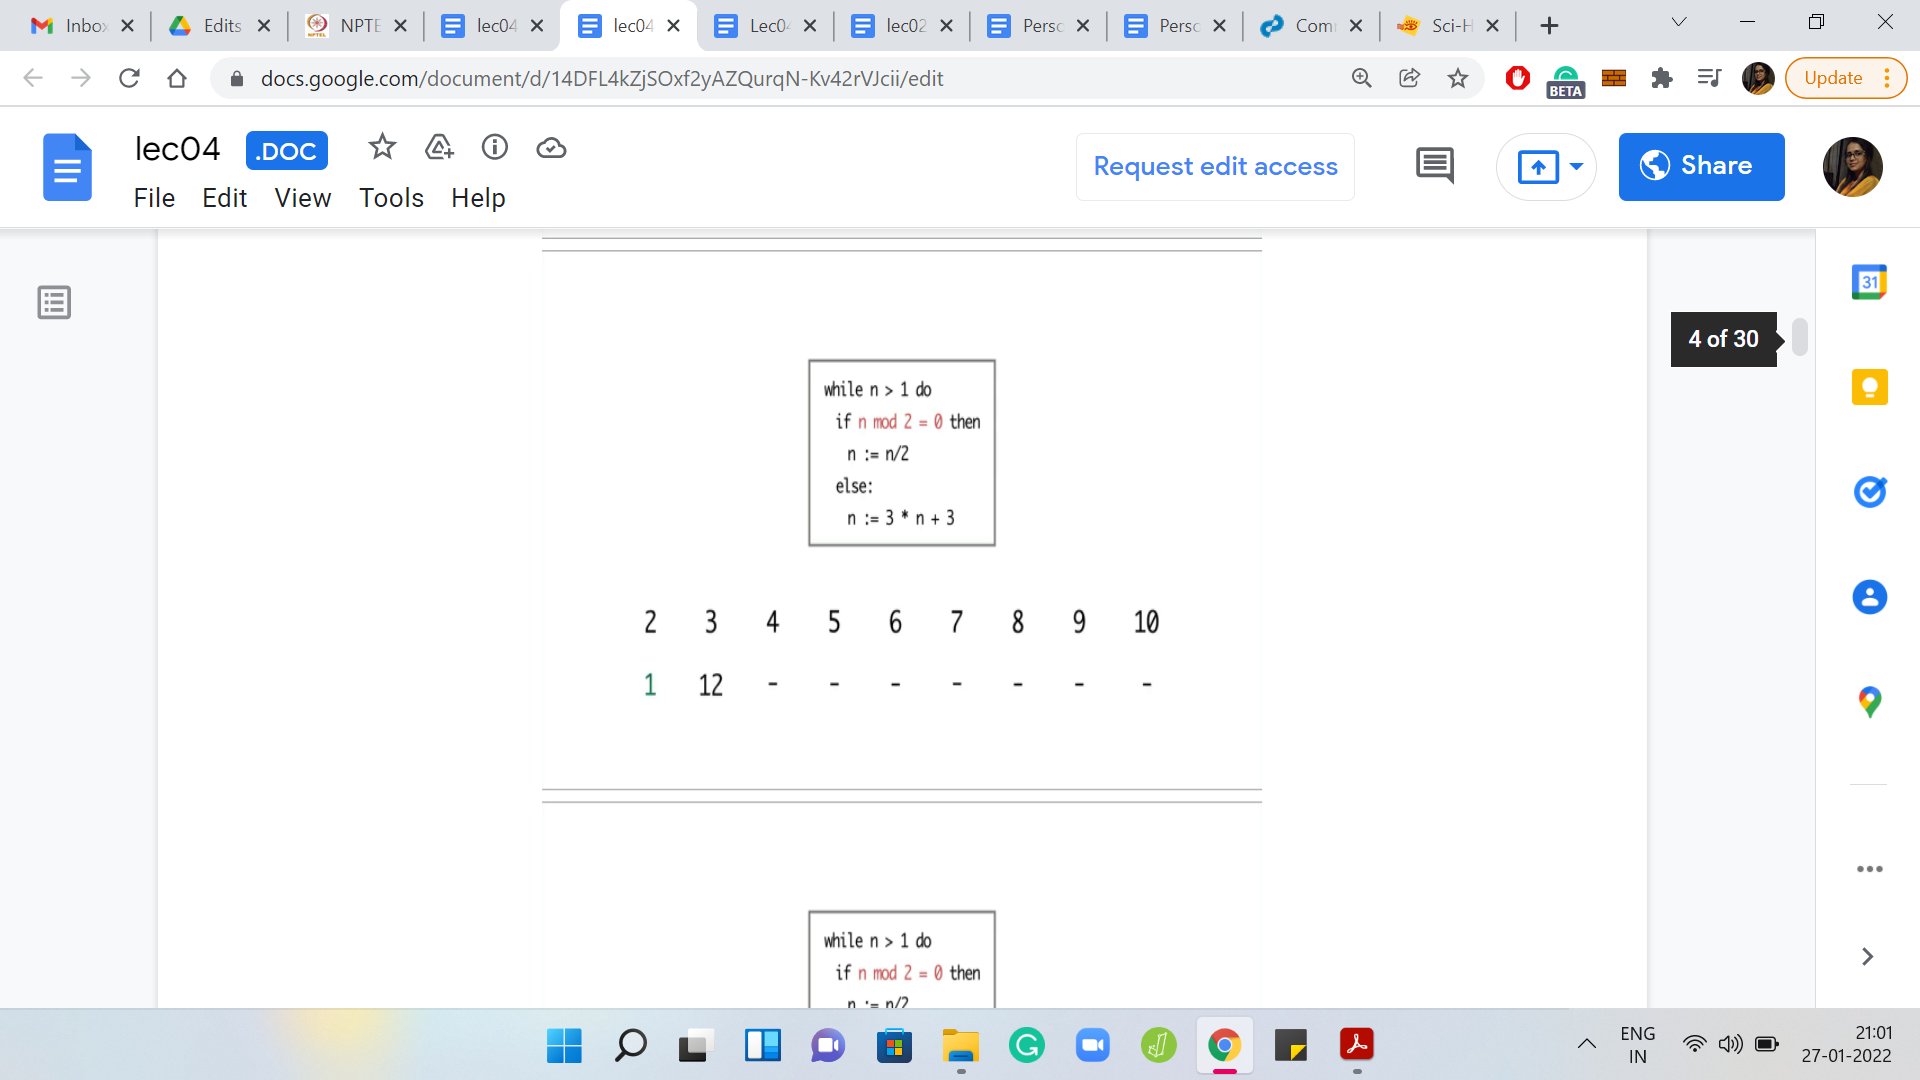 Inbox
Edits
NPTE
lec04
lec04
Lec04
lec02
Perso
Perso
Com
Sci-H
docs.google.com/document/d/14DFL4kZjSOxf2yAZQurqN-Kv42rVJcii/edit
BETA
Update
lec04 .DOC
File Edit View Tools Help
Request edit access
Share
31
4 of 30
while n > 1 do
if n mod 2 = 0 then
n := n/2
else:
n := 3 * n + 3
2 3 4 5 6 7 8 9 10
1 12 - - - - - - -
while n > 1 do
if n mod 2 = 0 then
n := n/2
ENG
IN
21:01
27-01-2022